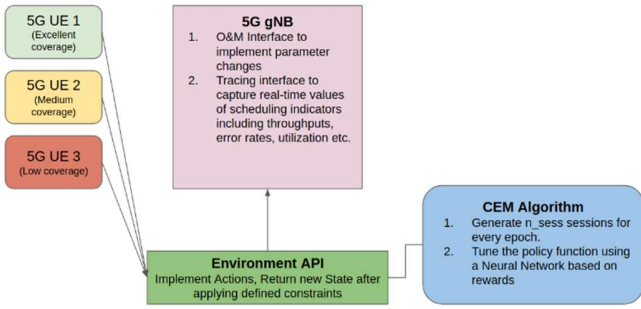 5G UE 1
(Excellent
coverage)
5G UE 2
(Medium
coverage)
5G UE 3
(Low coverage)
5G gNB
1. O&M Interface to
implement parameter
changes
2. Tracing interface to
capture real-time values
of scheduling indicators
including throughputs,
error rates, utilization etc.
CEM Algorithm
1. Generate n_sess sessions for
every epoch.
2. Tune the policy function using
a Neural Network based on
rewards
Environment API
Implement Actions, Return new State after
applying defined constraints